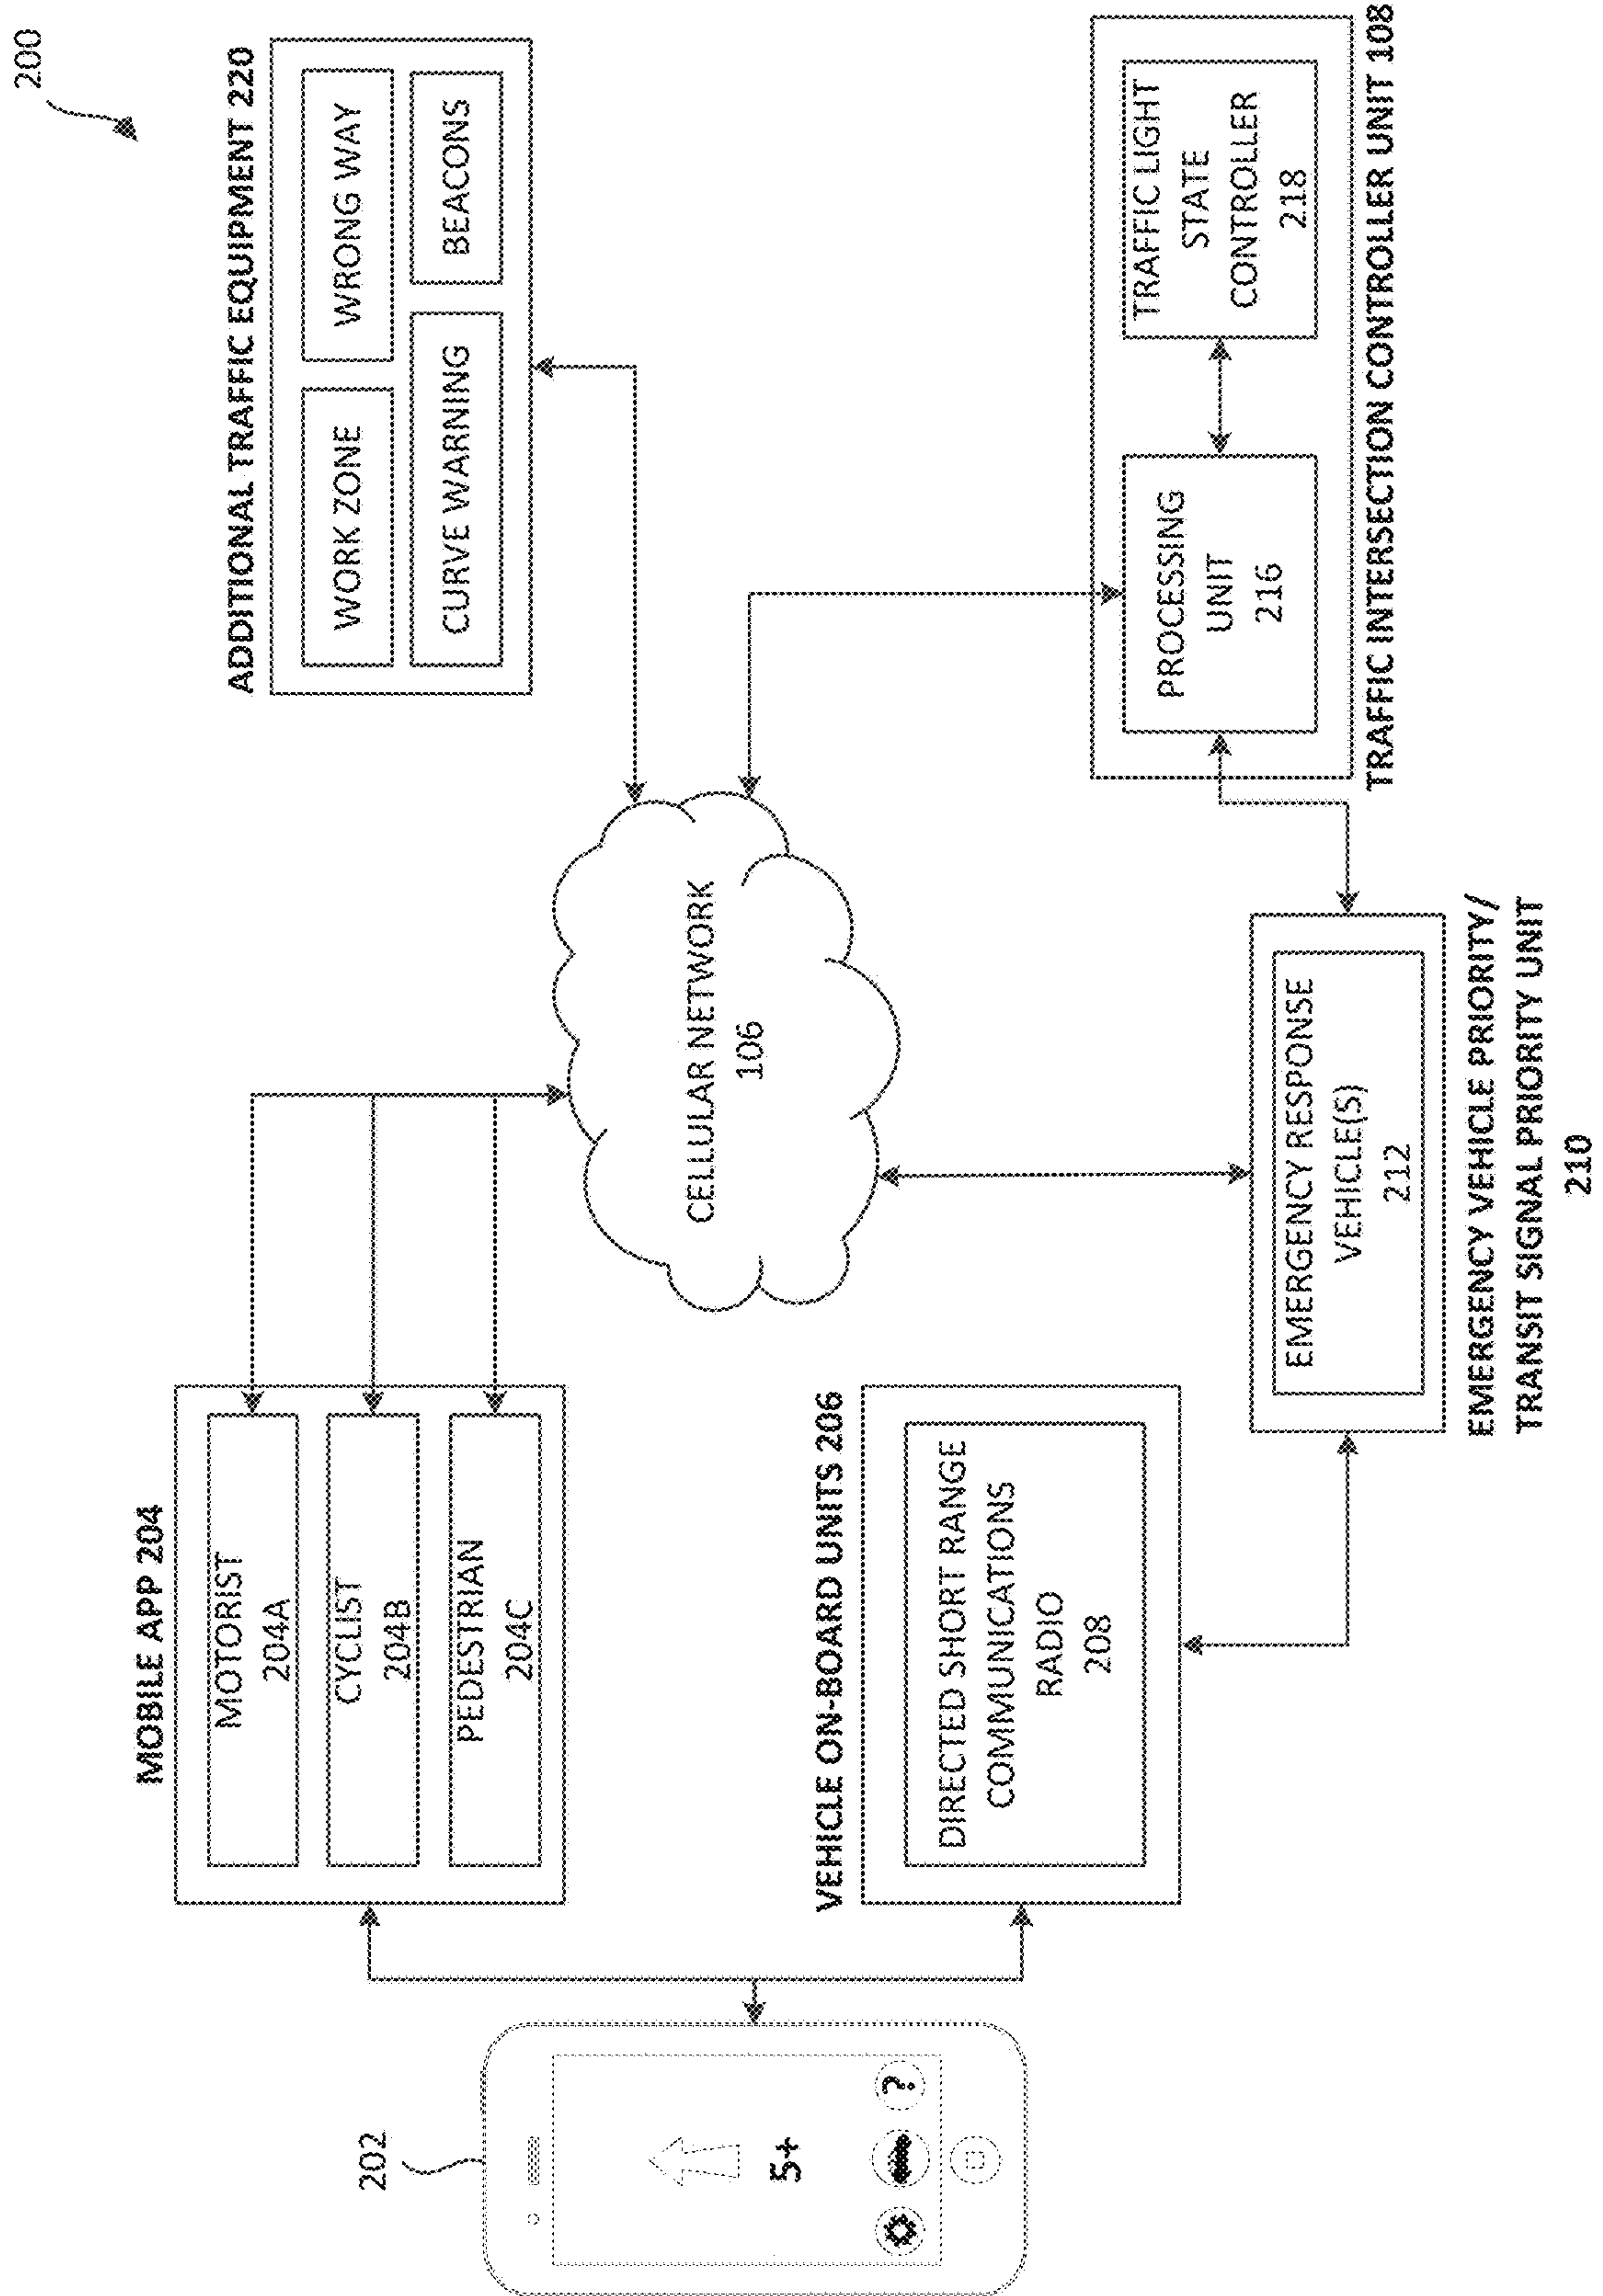 200
202
5+
?
MOBILE APP 204
MOTORIST
204A
CYCLIST
204B
PEDESTRIAN
204C
VEHICLE ON-BOARD UNITS 206
DIRECTED SHORT RANGE
COMMUNICATIONS
RADIO
208
CELLULAR NETWORK
106
ADDITIONAL TRAFFIC EQUIPMENT 220
WORK ZONE
WRONG WAY
CURVE WARNING
BEACONS
EMERGENCY RESPONSE
VEHICLE(S)
212
EMERGENCY VEHICLE PRIORITY/
TRANSIT SIGNAL PRIORITY UNIT
210
PROCESSING
UNIT
216
TRAFFIC LIGHT
STATE
CONTROLLER
218
TRAFFIC INTERSECTION CONTROLLER UNIT 108